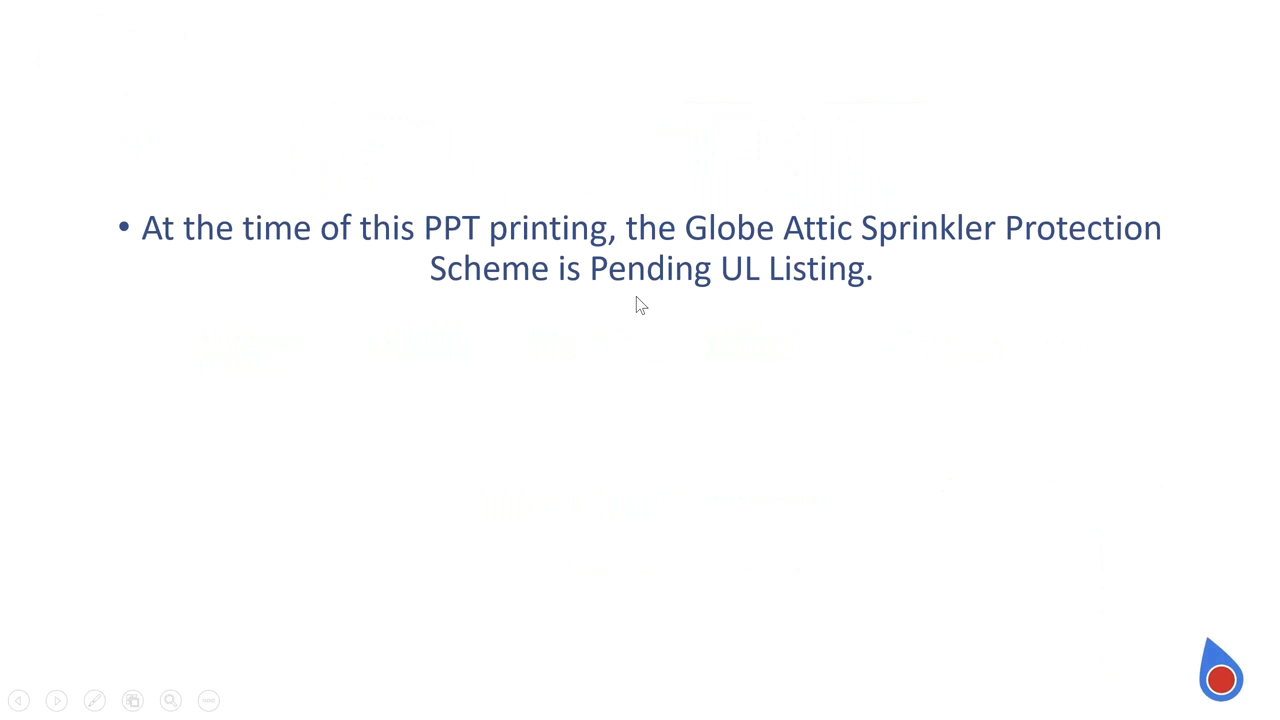 • At the time of this PPT printing, the Globe Attic Sprinkler Protection
Scheme is Pending UL Listing.